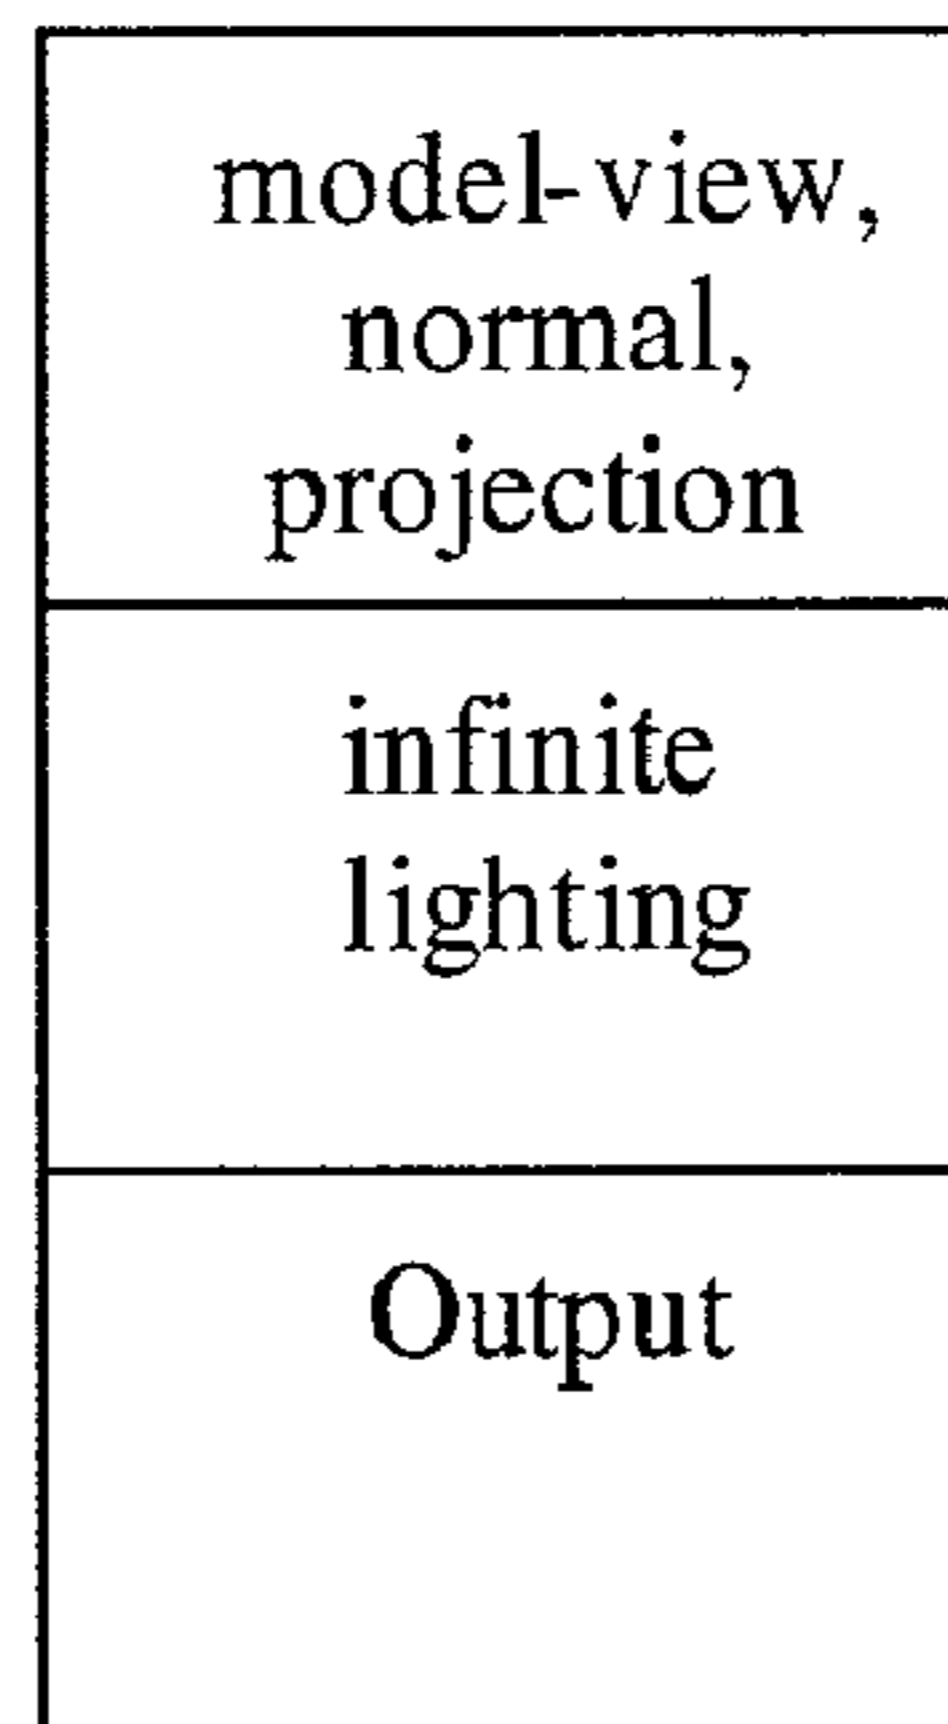 model-view,
normal,
projection
infinite
lighting
Output